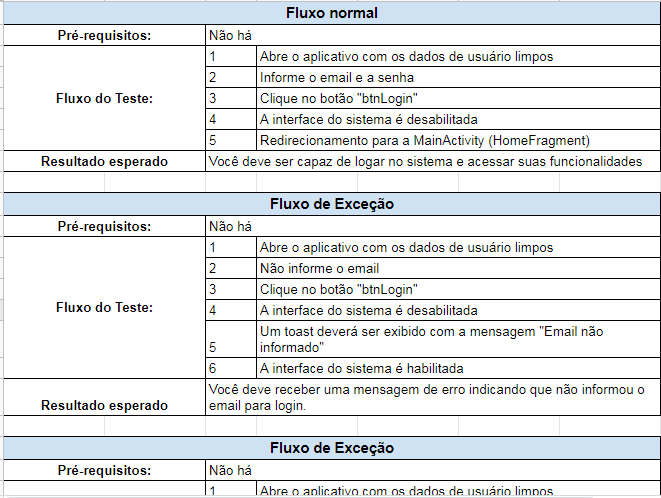 Fluxo normal
Pré-requisitos: Não há
Fluxo do Teste:
1 Abre o aplicativo com os dados de usuário limpos
2 Informe o email e a senha
3 Clique no botão "btnLogin"
4 A interface do sistema é desabilitada
5 Redirecionamento para a MainActivity (HomeFragment)
Resultado esperado Você deve ser capaz de logar no sistema e acessar suas funcionalidades
Fluxo de Exceção
Pré-requisitos: Não há
Fluxo do Teste:
1 Abre o aplicativo com os dados de usuário limpos
2 Não informe o email
3 Clique no botão "btnLogin"
4 A interface do sistema é desabilitada
5 Um toast deverá ser exibido com a mensagem "Email não
informado"
6 A interface do sistema é habilitada
Resultado esperado Você deve receber uma mensagem de erro indicando que não informou o
email para login.
Fluxo de Exceção
Pré-requisitos: Não há
1 Abre o aplicativo com os dados de usuário limpos